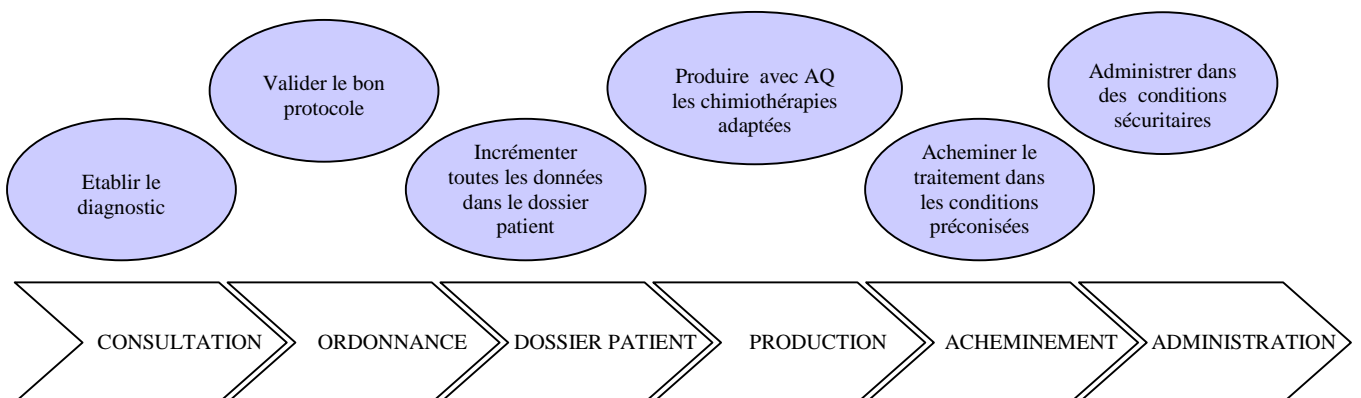 Etablir le
diagnostic
Valider le bon
protocole
Incrémenter
toutes les données
dans le dossier
patient
Produire avec AQ
les chimiothérapies
adaptées
Acheminer le
traitement dans
les conditions
préconisées
Administrer dans
des conditions
sécuritaires
CONSULTATION
ORDONNANCE
DOSSIER PATIENT
PRODUCTION
ACHEMINEMENT
ADMINISTRATION